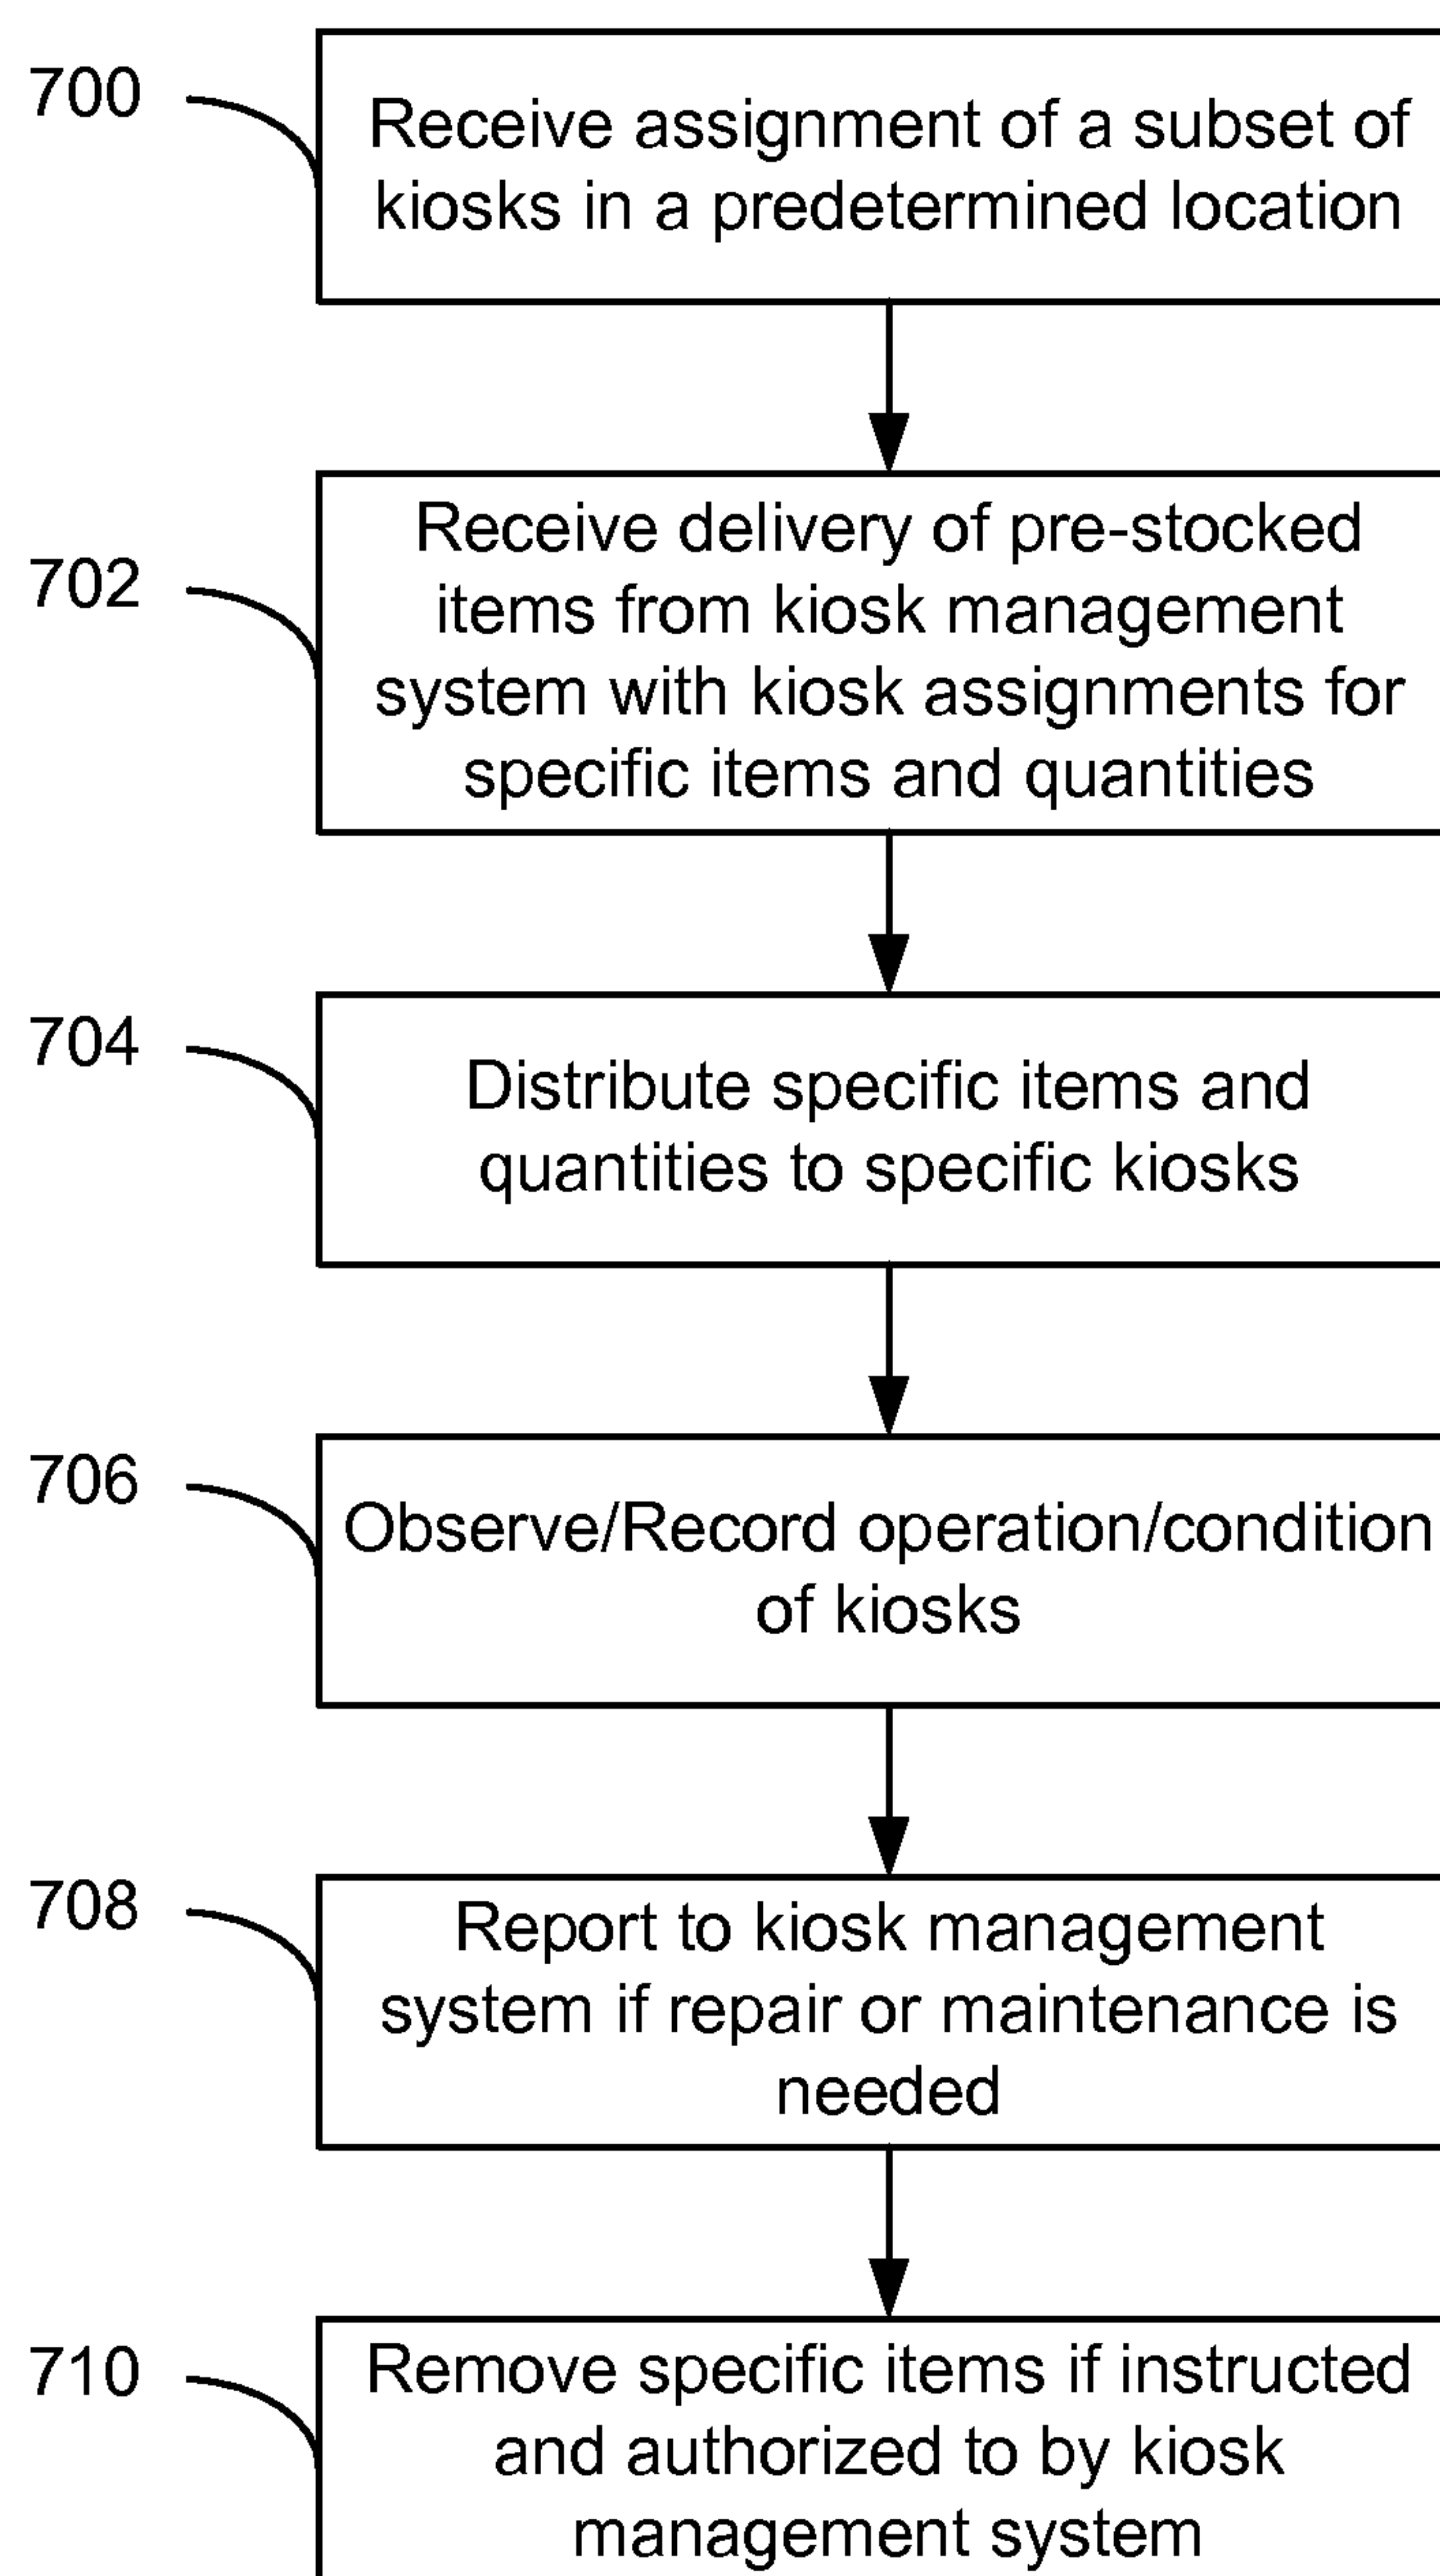 700
Receive assignment of a subset of
kiosks in a predetermined location
702
Receive delivery of pre-stocked
items from kiosk management
system with kiosk assignments for
specific items and quantities
704
Distribute specific items and
quantities to specific kiosks
706
Observe/Record operation/condition
of kiosks
708
Report to kiosk management
system if repair or maintenance is
needed
710
Remove specific items if instructed
and authorized to by kiosk
management system